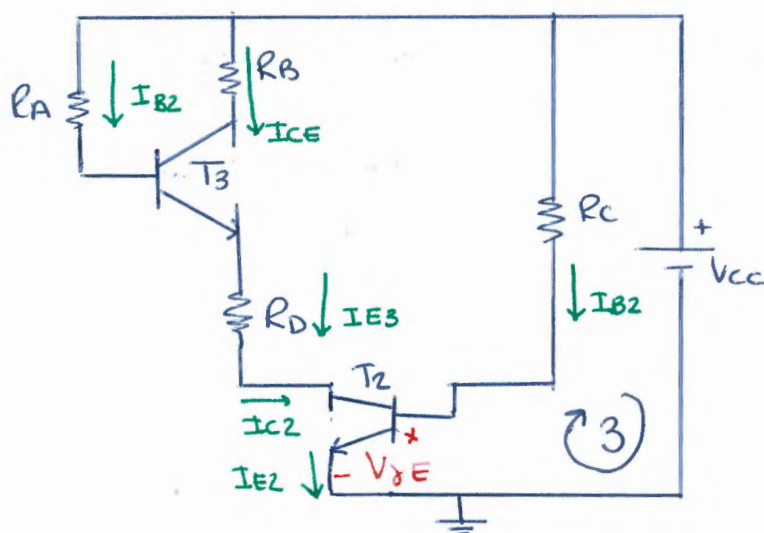 RB
RA
IB2
ICE
T3
RC
+
VCC
RD
IE3
IB2
T2
IC2
+
3
IE2
- VγE